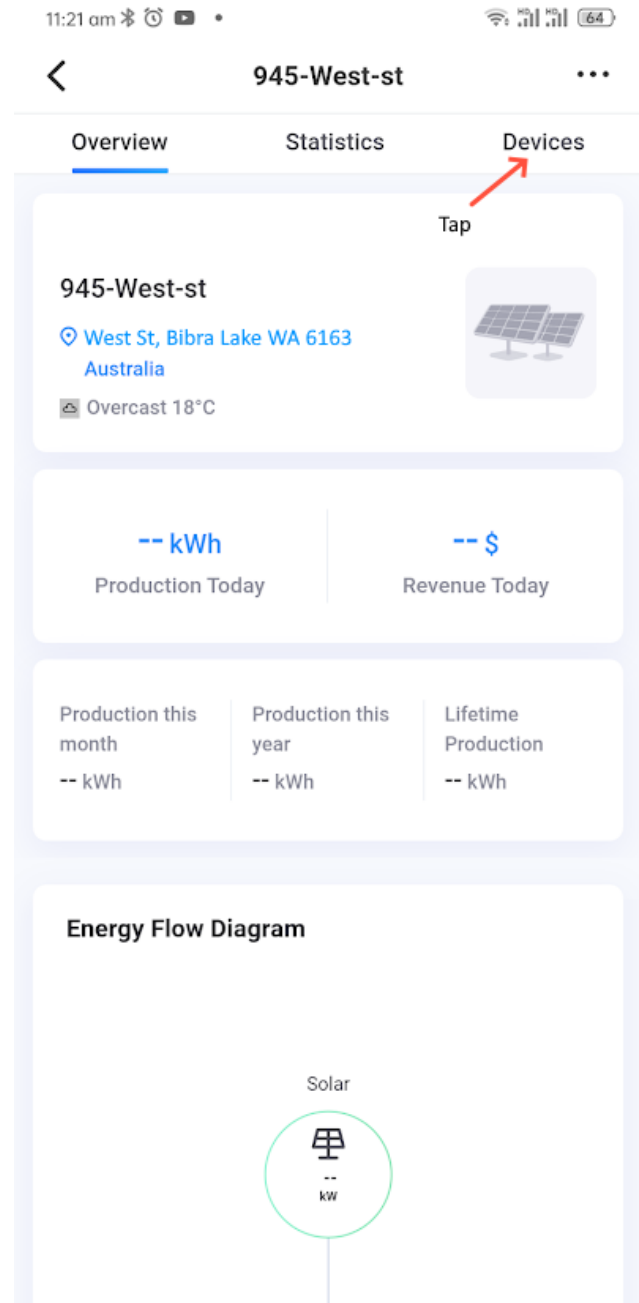 11:21 am
64
945-West-st
Overview Statistics Devices
Tap
945-West-st
West St, Bibra Lake WA 6163
Australia
Overcast 18°C
-- kWh -- $
Production Today Revenue Today
Production this Production this Lifetime
month year Production
-- kWh -- kWh -- kWh
Energy Flow Diagram
Solar
--
kW